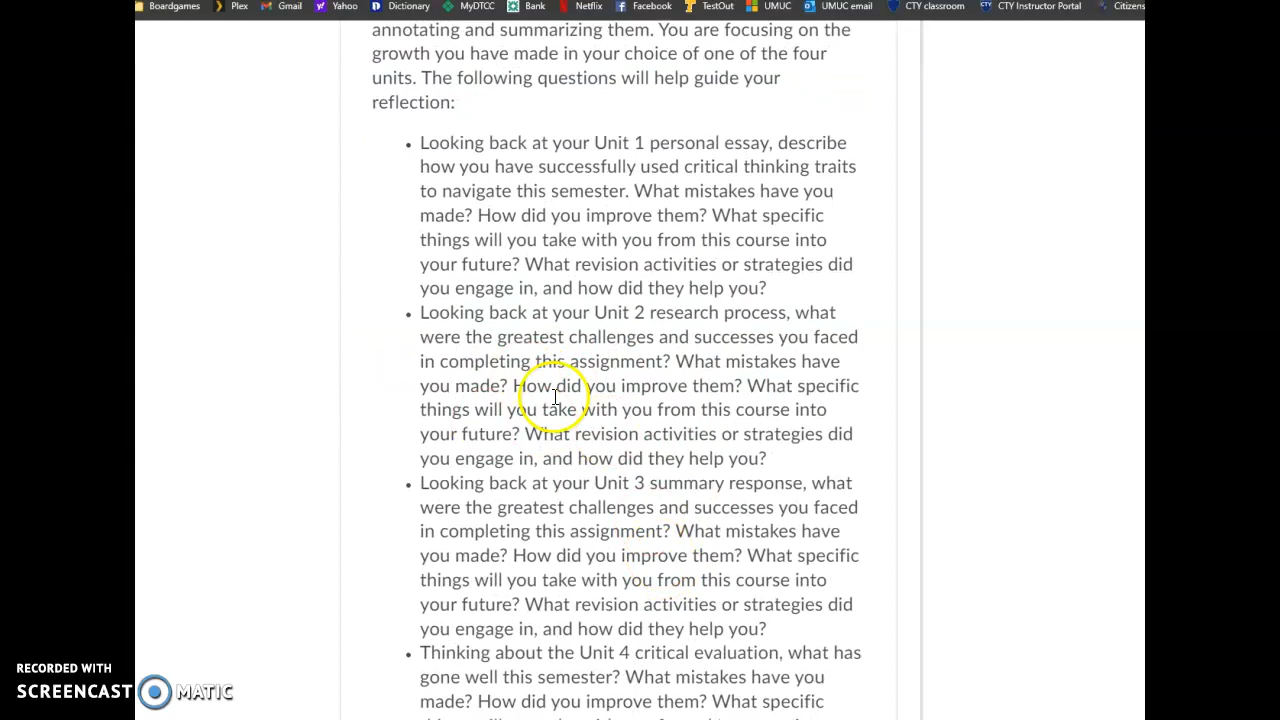 Boardgames Plex Gmail Yahoo Dictionary MyDTCC Bank Netflix Facebook TestOut UMUC UMUC email CTY classroom CTY Instructor Portal Citizens
annotating and summarizing them. You are focusing on the
growth you have made in your choice of one of the four
units. The following questions will help guide your
reflection:
• Looking back at your Unit 1 personal essay, describe
how you have successfully used critical thinking traits
to navigate this semester. What mistakes have you
made? How did you improve them? What specific
things will you take with you from this course into
your future? What revision activities or strategies did
you engage in, and how did they help you?
• Looking back at your Unit 2 research process, what
were the greatest challenges and successes you faced
in completing this assignment? What mistakes have
you made? How did you improve them? What specific
things will you take with you from this course into
your future? What revision activities or strategies did
you engage in, and how did they help you?
• Looking back at your Unit 3 summary response, what
were the greatest challenges and successes you faced
in completing this assignment? What mistakes have
you made? How did you improve them? What specific
things will you take with you from this course into
your future? What revision activities or strategies did
you engage in, and how did they help you?
• Thinking about the Unit 4 critical evaluation, what has
gone well this semester? What mistakes have you
made? How did you improve them? What specific
RECORDED WITH
SCREENCAST MATIC